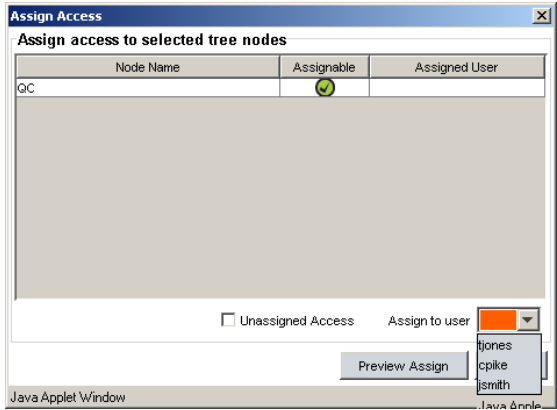 Assign Access
Assign access to selected tree nodes
Node Name Assignable Assigned User
QC
Unassigned Access Assign to user
tjones
Preview Assign cpike
jsmith
Java Applet Window
Java Apple